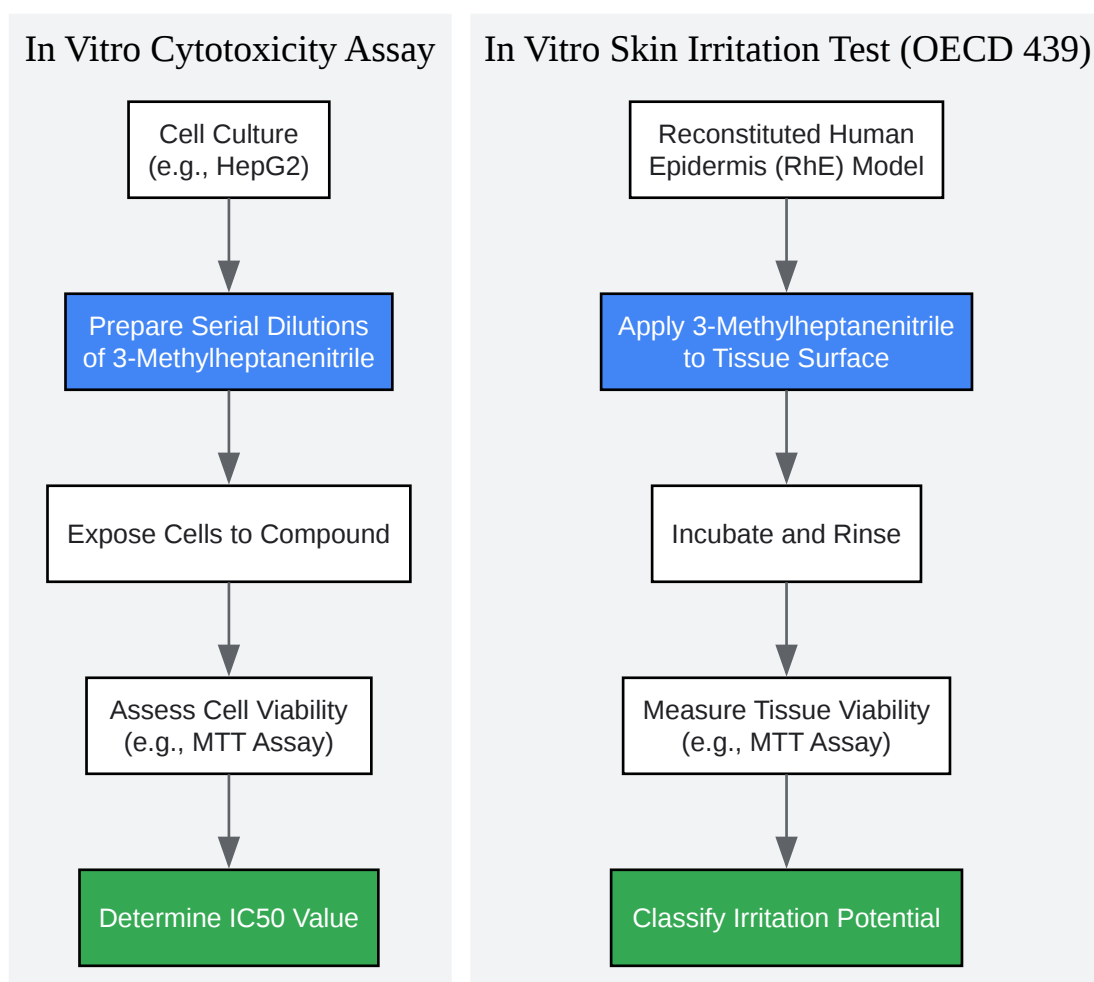 In Vitro Cytotoxicity Assay
Cell Culture
(e.g., HepG2)
Prepare Serial Dilutions
of 3-Methylheptanenitrile
Expose Cells to Compound
Assess Cell Viability
(e.g., MTT Assay)
Determine IC50 Value
In Vitro Skin Irritation Test (OECD 439)
Reconstituted Human
Epidermis (RhE) Model
Apply 3-Methylheptanenitrile
to Tissue Surface
Incubate and Rinse
Measure Tissue Viability
(e.g., MTT Assay)
Classify Irritation Potential